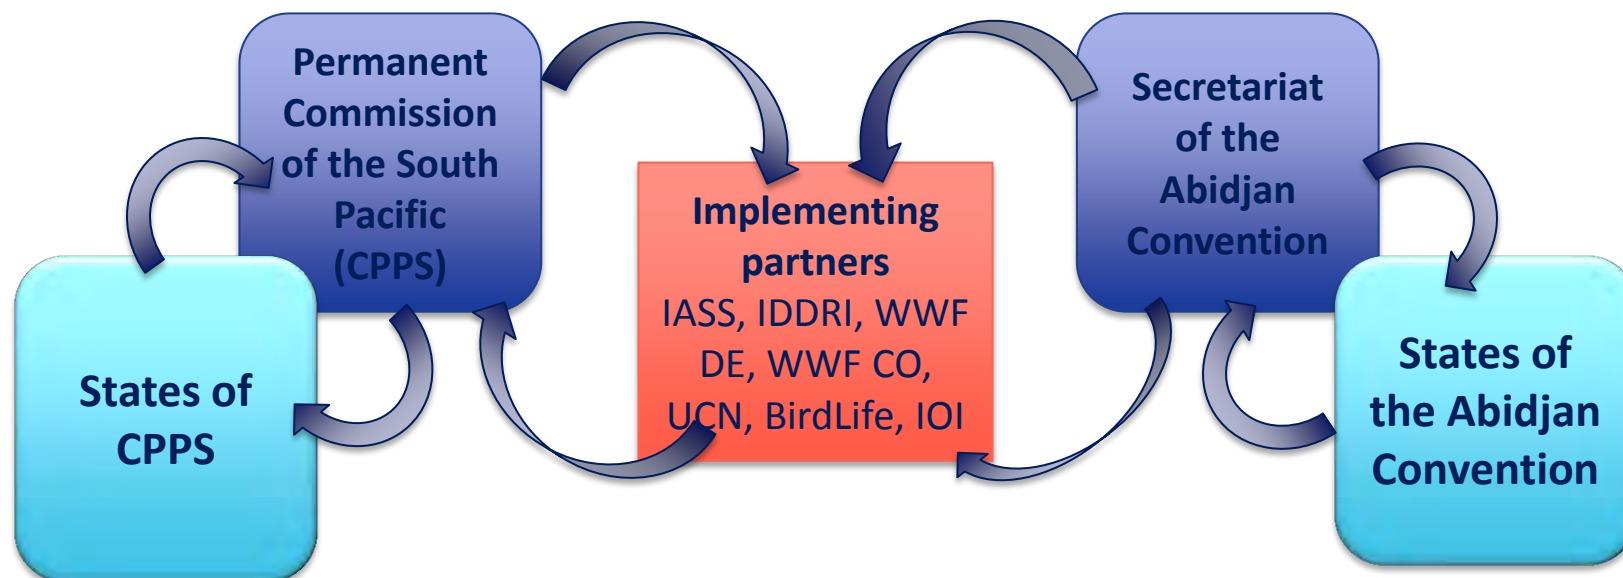 Permanent
Commission
of the South
Pacific
(CPPS)
States of
CPPS
Implementing
partners
IASS, IDDRI, WWF
DE, WWF CO,
UCN, BirdLife, IOI
Secretariat
of the
Abidjan
Convention
States of
the Abidjan
Convention